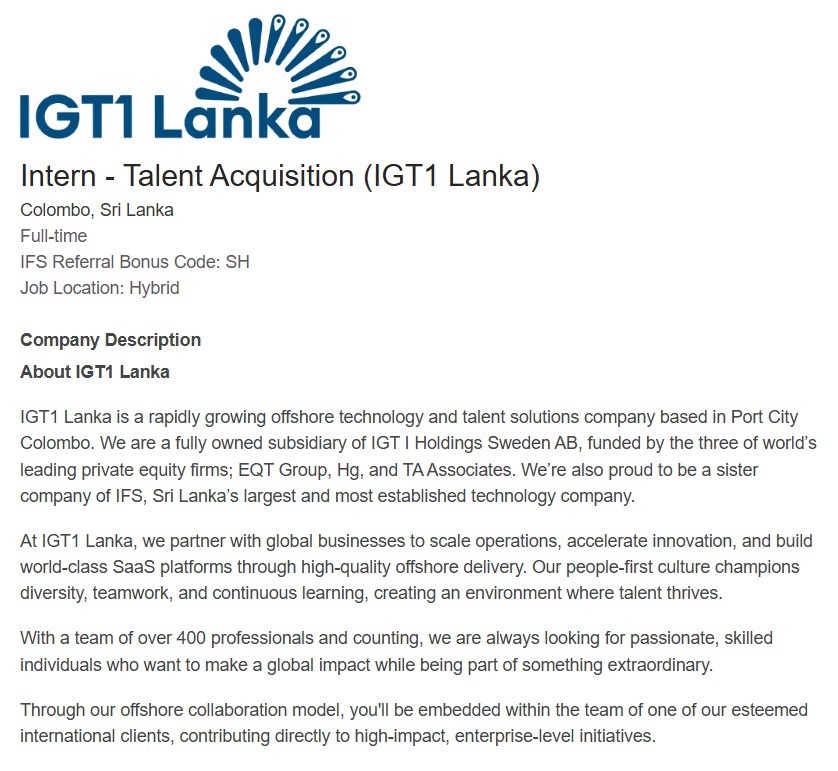 IGT1 Lanka
Intern - Talent Acquisition (IGT1 Lanka)
Colombo, Sri Lanka
Full-time
IFS Referral Bonus Code: SH
Job Location: Hybrid
Company Description
About IGT1 Lanka
IGT1 Lanka is a rapidly growing offshore technology and talent solutions company based in Port City
Colombo. We are a fully owned subsidiary of IGT I Holdings Sweden AB, funded by the three of world’s
leading private equity firms; EQT Group, Hg, and TA Associates. We’re also proud to be a sister
company of IFS, Sri Lanka’s largest and most established technology company.
At IGT1 Lanka, we partner with global businesses to scale operations, accelerate innovation, and build
world-class SaaS platforms through high-quality offshore delivery. Our people-first culture champions
diversity, teamwork, and continuous learning, creating an environment where talent thrives.
With a team of over 400 professionals and counting, we are always looking for passionate, skilled
individuals who want to make a global impact while being part of something extraordinary.
Through our offshore collaboration model, you'll be embedded within the team of one of our esteemed
international clients, contributing directly to high-impact, enterprise-level initiatives.